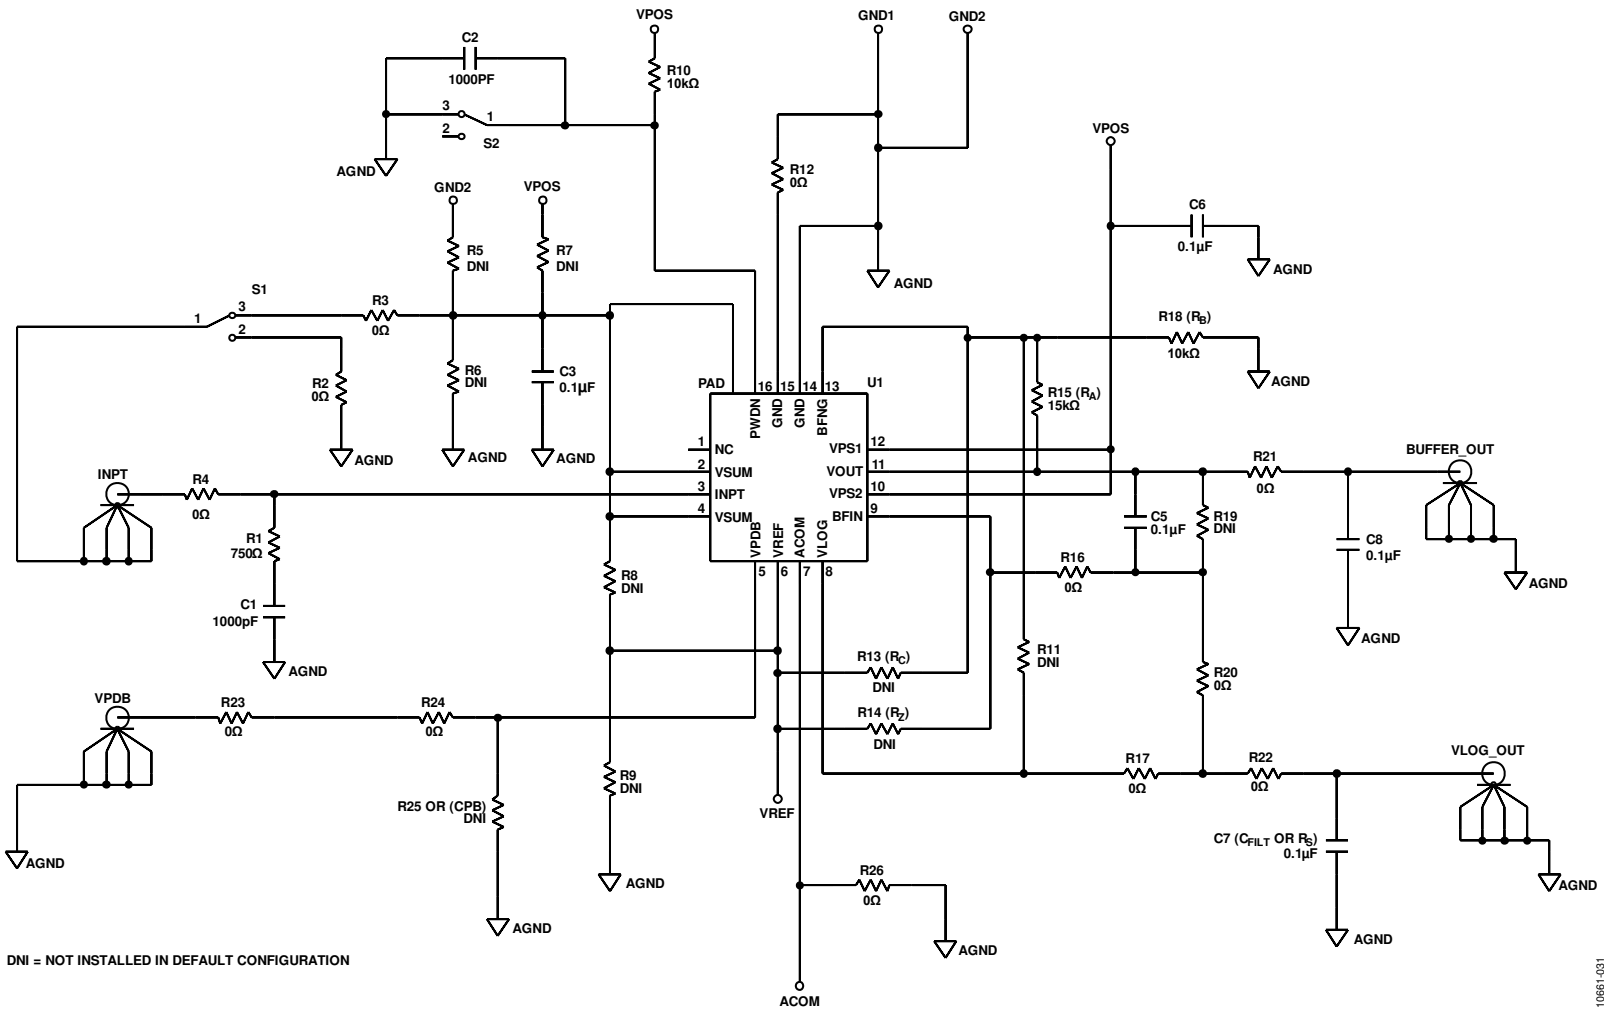 VPOS
GND1
GND2
C2
1000PF
R10
10kΩ
3
1
2
S2
AGND
VPOS
R12
0Ω
GND2
VPOS
C6
0.1µF
AGND
R5
DNI
R7
DNI
AGND
S1
1
3
2
R3
0Ω
R18 (RB)
10kΩ
AGND
R2
0Ω
R6
DNI
C3
0.1µF
PAD
16
15
14
13
U1
R15 (RA)
15kΩ
PWDN
GND
GND
BFNG
AGND
AGND
AGND
1
NC
2
VSUM
3
INPT
4
VSUM
VPS1
12
VOUT
11
VPS2
10
BFIN
9
VPDB
VREF
ACOM
VLOG
5
6
7
8
INPT
R4
0Ω
R21
0Ω
BUFFER_OUT
R1
750Ω
C5
0.1µF
R19
DNI
C8
0.1µF
R16
0Ω
AGND
R8
DNI
C1
1000pF
AGND
AGND
R13 (RC)
DNI
R11
DNI
R20
0Ω
VPDB
R23
0Ω
R24
0Ω
R14 (RZ)
DNI
R17
0Ω
R22
0Ω
VLOG_OUT
R9
DNI
R25 OR (CPB)
DNI
VREF
C7 (CFILT OR RS)
0.1µF
AGND
AGND
R26
0Ω
AGND
AGND
AGND
AGND
DNI = NOT INSTALLED IN DEFAULT CONFIGURATION
ACOM
10661-031